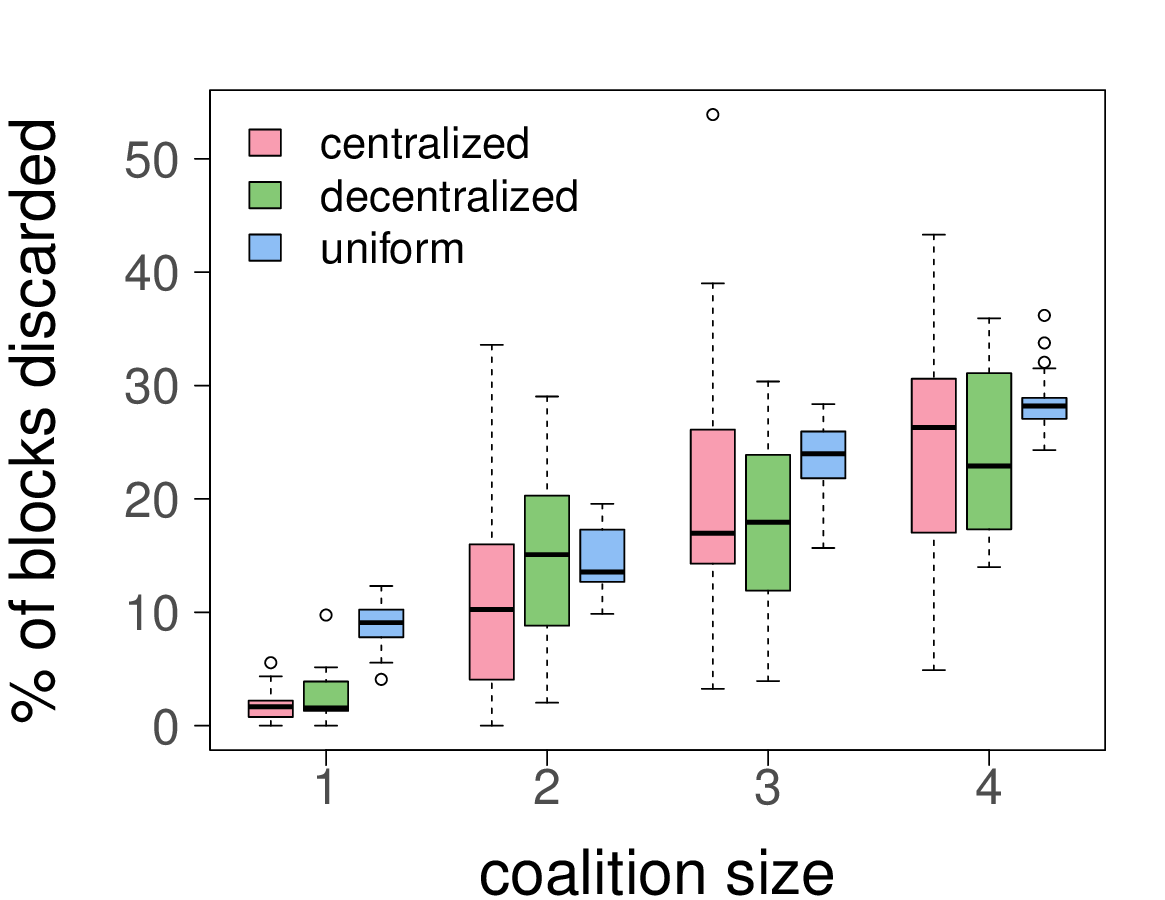 % of blocks discarded
centralized
decentralized
uniform
50
40
30
20
10
0
1 2 3 4
coalition size